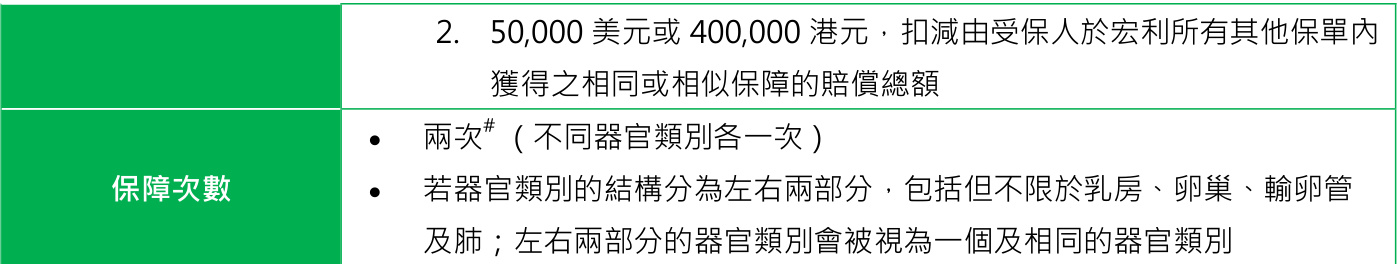 2. 50,000 美元或 400,000 港元，扣減由受保人於宏利所有其他保單內
獲得之相同或相似保障的賠償總額
保障次數
• 兩次#（不同器官類別各一次）
• 若器官類別的結構分為左右兩部分，包括但不限於乳房、卵巢、輸卵管
及肺；左右兩部分的器官類別會被視為一個及相同的器官類別